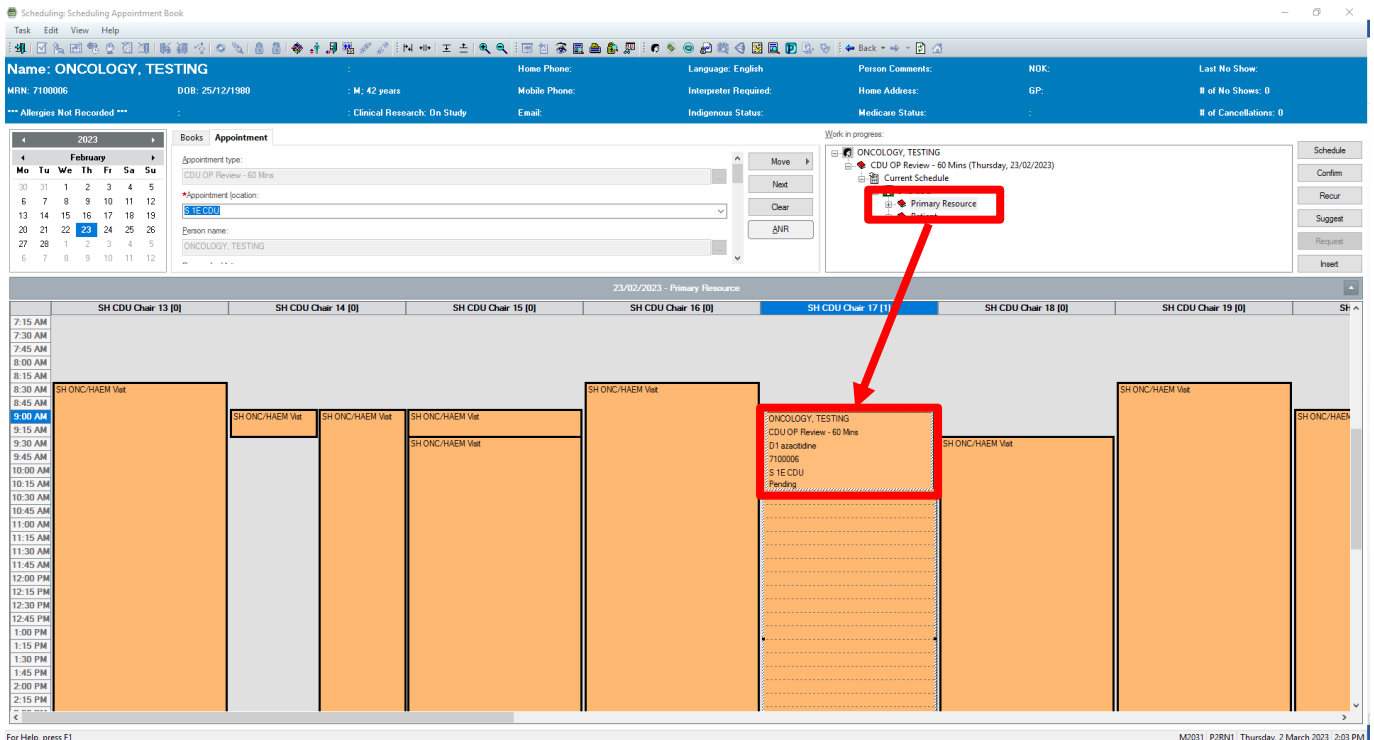 Scheduling: Scheduling Appointment Book
Task Edit View Help
Back
Name: ONCOLOGY, TESTING : Home Phone: Language: English Person Comments: NOK: Last No Show:
MRN: 7100006 DOB: 25/12/1980 : M; 42 years Mobile Phone: Interpreter Required: Home Address: GP: # of No Shows: 0
*** Allergies Not Recorded *** : : Clinical Research: On Study Email: Indigenous Status: Medicare Status: : # of Cancellations: 0
2023
February
Mo Tu We Th Fr Sa Su
30 31 1 2 3 4 5
6 7 8 9 10 11 12
13 14 15 16 17 18 19
20 21 22 23 24 25 26
27 28 1 2 3 4 5
6 7 8 9 10 11 12
Books Appointment
Appointment type:
CDU OP Review - 60 Mins
...
*Appointment location:
S 1E CDU
Person name:
ONCOLOGY, TESTING
...
Move
Next
Clear
ANR
Work in progress:
ONCOLOGY, TESTING
CDU OP Review - 60 Mins (Thursday, 23/02/2023)
Current Schedule
Primary Resource
Patient
Schedule
Confirm
Recur
Suggest
Request
Insert
23/02/2023 - Primary Resource
SH CDU Chair 13 [0] SH CDU Chair 14 [0] SH CDU Chair 15 [0] SH CDU Chair 16 [0] SH CDU Chair 17 [1] SH CDU Chair 18 [0] SH CDU Chair 19 [0] SH
7:15 AM
7:30 AM
7:45 AM
8:00 AM
8:15 AM
8:30 AM SH ONC/HAEM Visit SH ONC/HAEM Visit SH ONC/HAEM Visit
8:45 AM
9:00 AM SH ONC/HAEM Visit SH ONC/HAEM Visit SH ONC/HAEM Visit ONCOLOGY, TESTING SH ONC/HAEM
9:15 AM CDU OP Review - 60 Mins
9:30 AM SH ONC/HAEM Visit D1 azacitidine SH ONC/HAEM Visit
9:45 AM 7100006
10:00 AM S 1E CDU
10:15 AM Pending
10:30 AM
10:45 AM
11:00 AM
11:15 AM
11:30 AM
11:45 AM
12:00 PM
12:15 PM
12:30 PM
12:45 PM
1:00 PM
1:15 PM
1:30 PM
1:45 PM
2:00 PM
2:15 PM
For Help, press F1
M2031 P2RN1 Thursday, 2 March 2023 2:03 PM